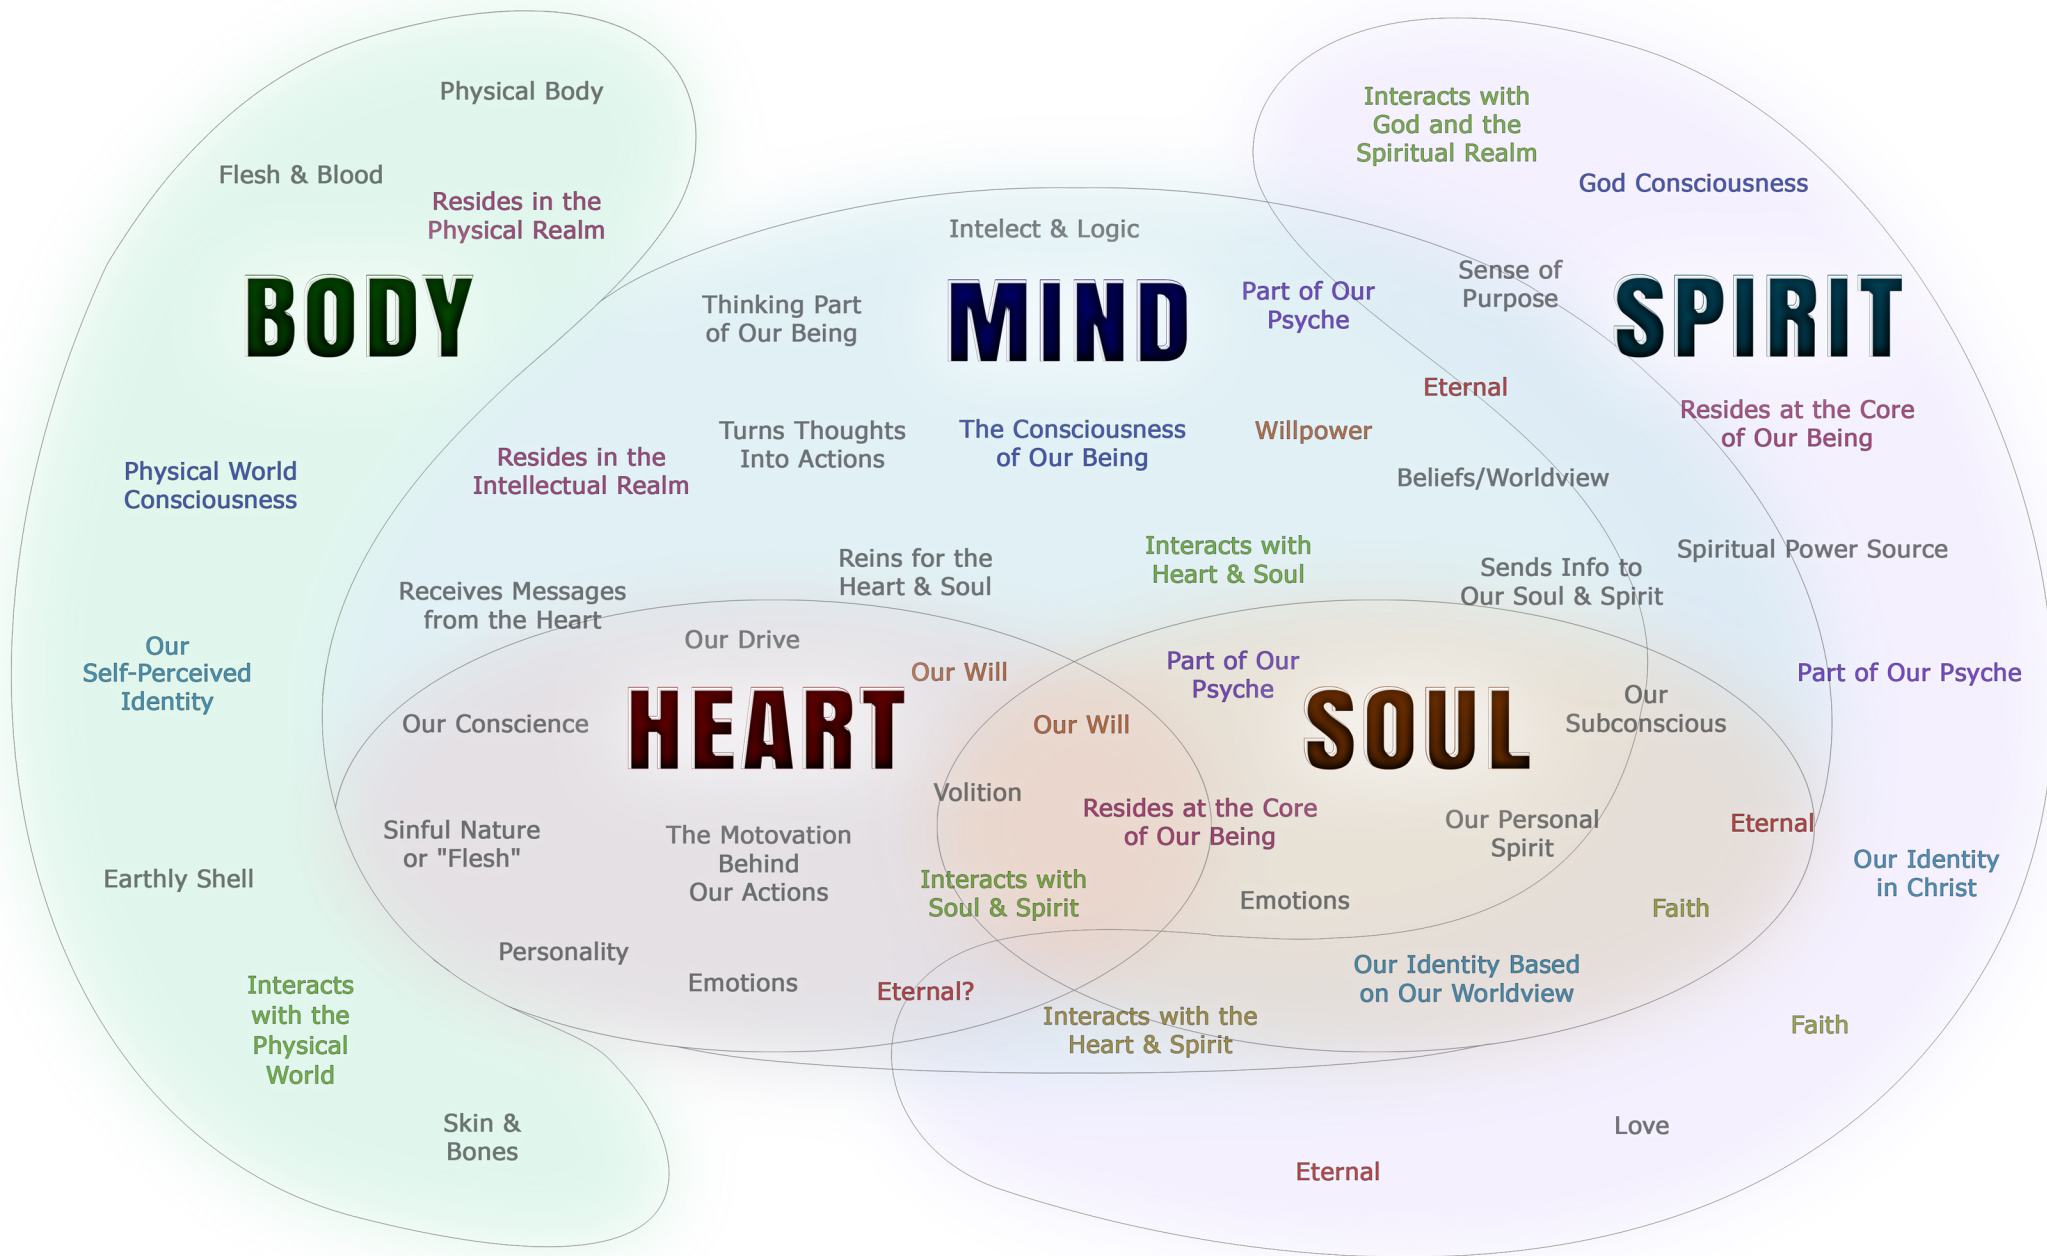 Physical Body
Flesh & Blood
Resides in the
Physical Realm
BODY
Physical World
Consciousness
Our
Self-Perceived
Identity
Earthly Shell
Interacts
with the
Physical
World
Skin &
Bones
Intelect & Logic
MIND
Thinking Part
of Our Being
Part of Our
Psyche
Turns Thoughts
Into Actions
The Consciousness
of Our Being
Willpower
Eternal
Resides in the
Intellectual Realm
Beliefs/Worldview
Reins for the
Heart & Soul
Interacts with
Heart & Soul
Sends Info to
Our Soul & Spirit
Receives Messages
from the Heart
Our Drive
Our Will
HEART
Our Conscience
Volition
Sinful Nature
or "Flesh"
The Motovation
Behind
Our Actions
Interacts with
Soul & Spirit
Personality
Emotions
Eternal?
Part of Our
Psyche
Our Will
SOUL
Our
Subconscious
Resides at the Core
of Our Being
Our Personal
Spirit
Eternal
Emotions
Faith
Our Identity Based
on Our Worldview
Interacts with the
Heart & Spirit
Interacts with
God and the
Spiritual Realm
God Consciousness
Sense of
Purpose
SPIRIT
Resides at the Core
of Our Being
Spiritual Power Source
Part of Our Psyche
Our Identity
in Christ
Faith
Love
Eternal